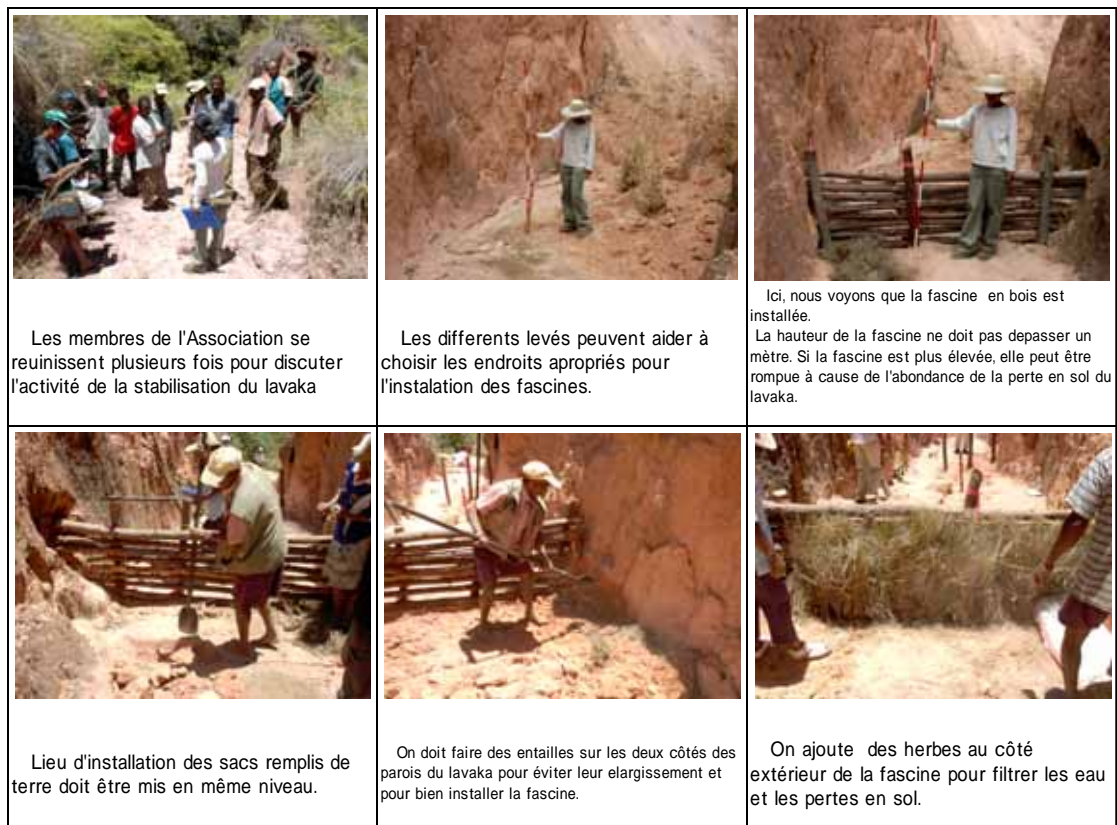 Les membres de l'Association se
reuinissent plusieurs fois pour discuter
l'activité de la stabilisation du lavaka
Les differents levés peuvent aider à
choisir les endroits apropriés pour
l'instalation des fascines.
Ici, nous voyons que la fascine en bois est
installée.
La hauteur de la fascine ne doit pas depasser un
mètre. Si la fascine est plus élevée, elle peut être
rompue à cause de l'abondance de la perte en sol du
lavaka.
Lieu d'installation des sacs remplis de
terre doit être mis en même niveau.
On doit faire des entailles sur les deux côtés des
parois du lavaka pour éviter leur elargissement et
pour bien installer la fascine.
On ajoute des herbes au côté
extérieur de la fascine pour filtrer les eau
et les pertes en sol.